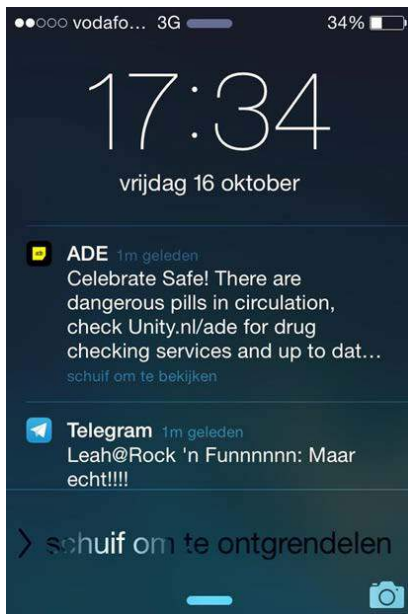 vodafo... 3G 34%
17:34
vrijdag 16 oktober
ADE 1m geleden
Celebrate Safe! There are
dangerous pills in circulation,
check Unity.nl/ade for drug
checking services and up to dat...
schuif om te bekijken
Telegram 1m geleden
Leah@Rock 'n Funnnnnn: Maar
echt!!!!
schuif om te ontgrendelen